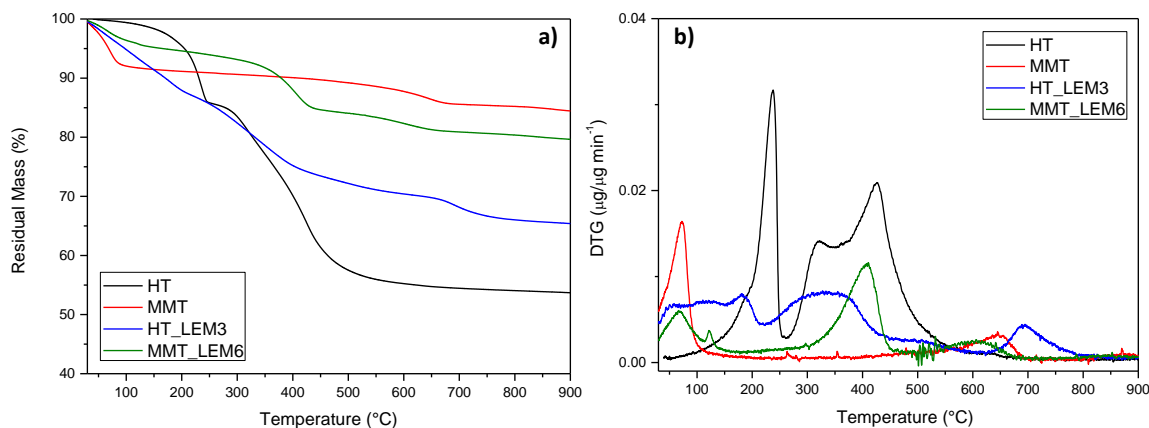 a)
100
90
80
70
60
50
40
Residual Mass (%)
HT
MMT
HT_LEM3
MMT_LEM6
100 200 300 400 500 600 700 800 900
Temperature (°C)
b)
0.04
0.02
0.00
DTG (µg/µg min⁻¹)
HT
MMT
HT_LEM3
MMT_LEM6
100 200 300 400 500 600 700 800 900
Temperature (°C)